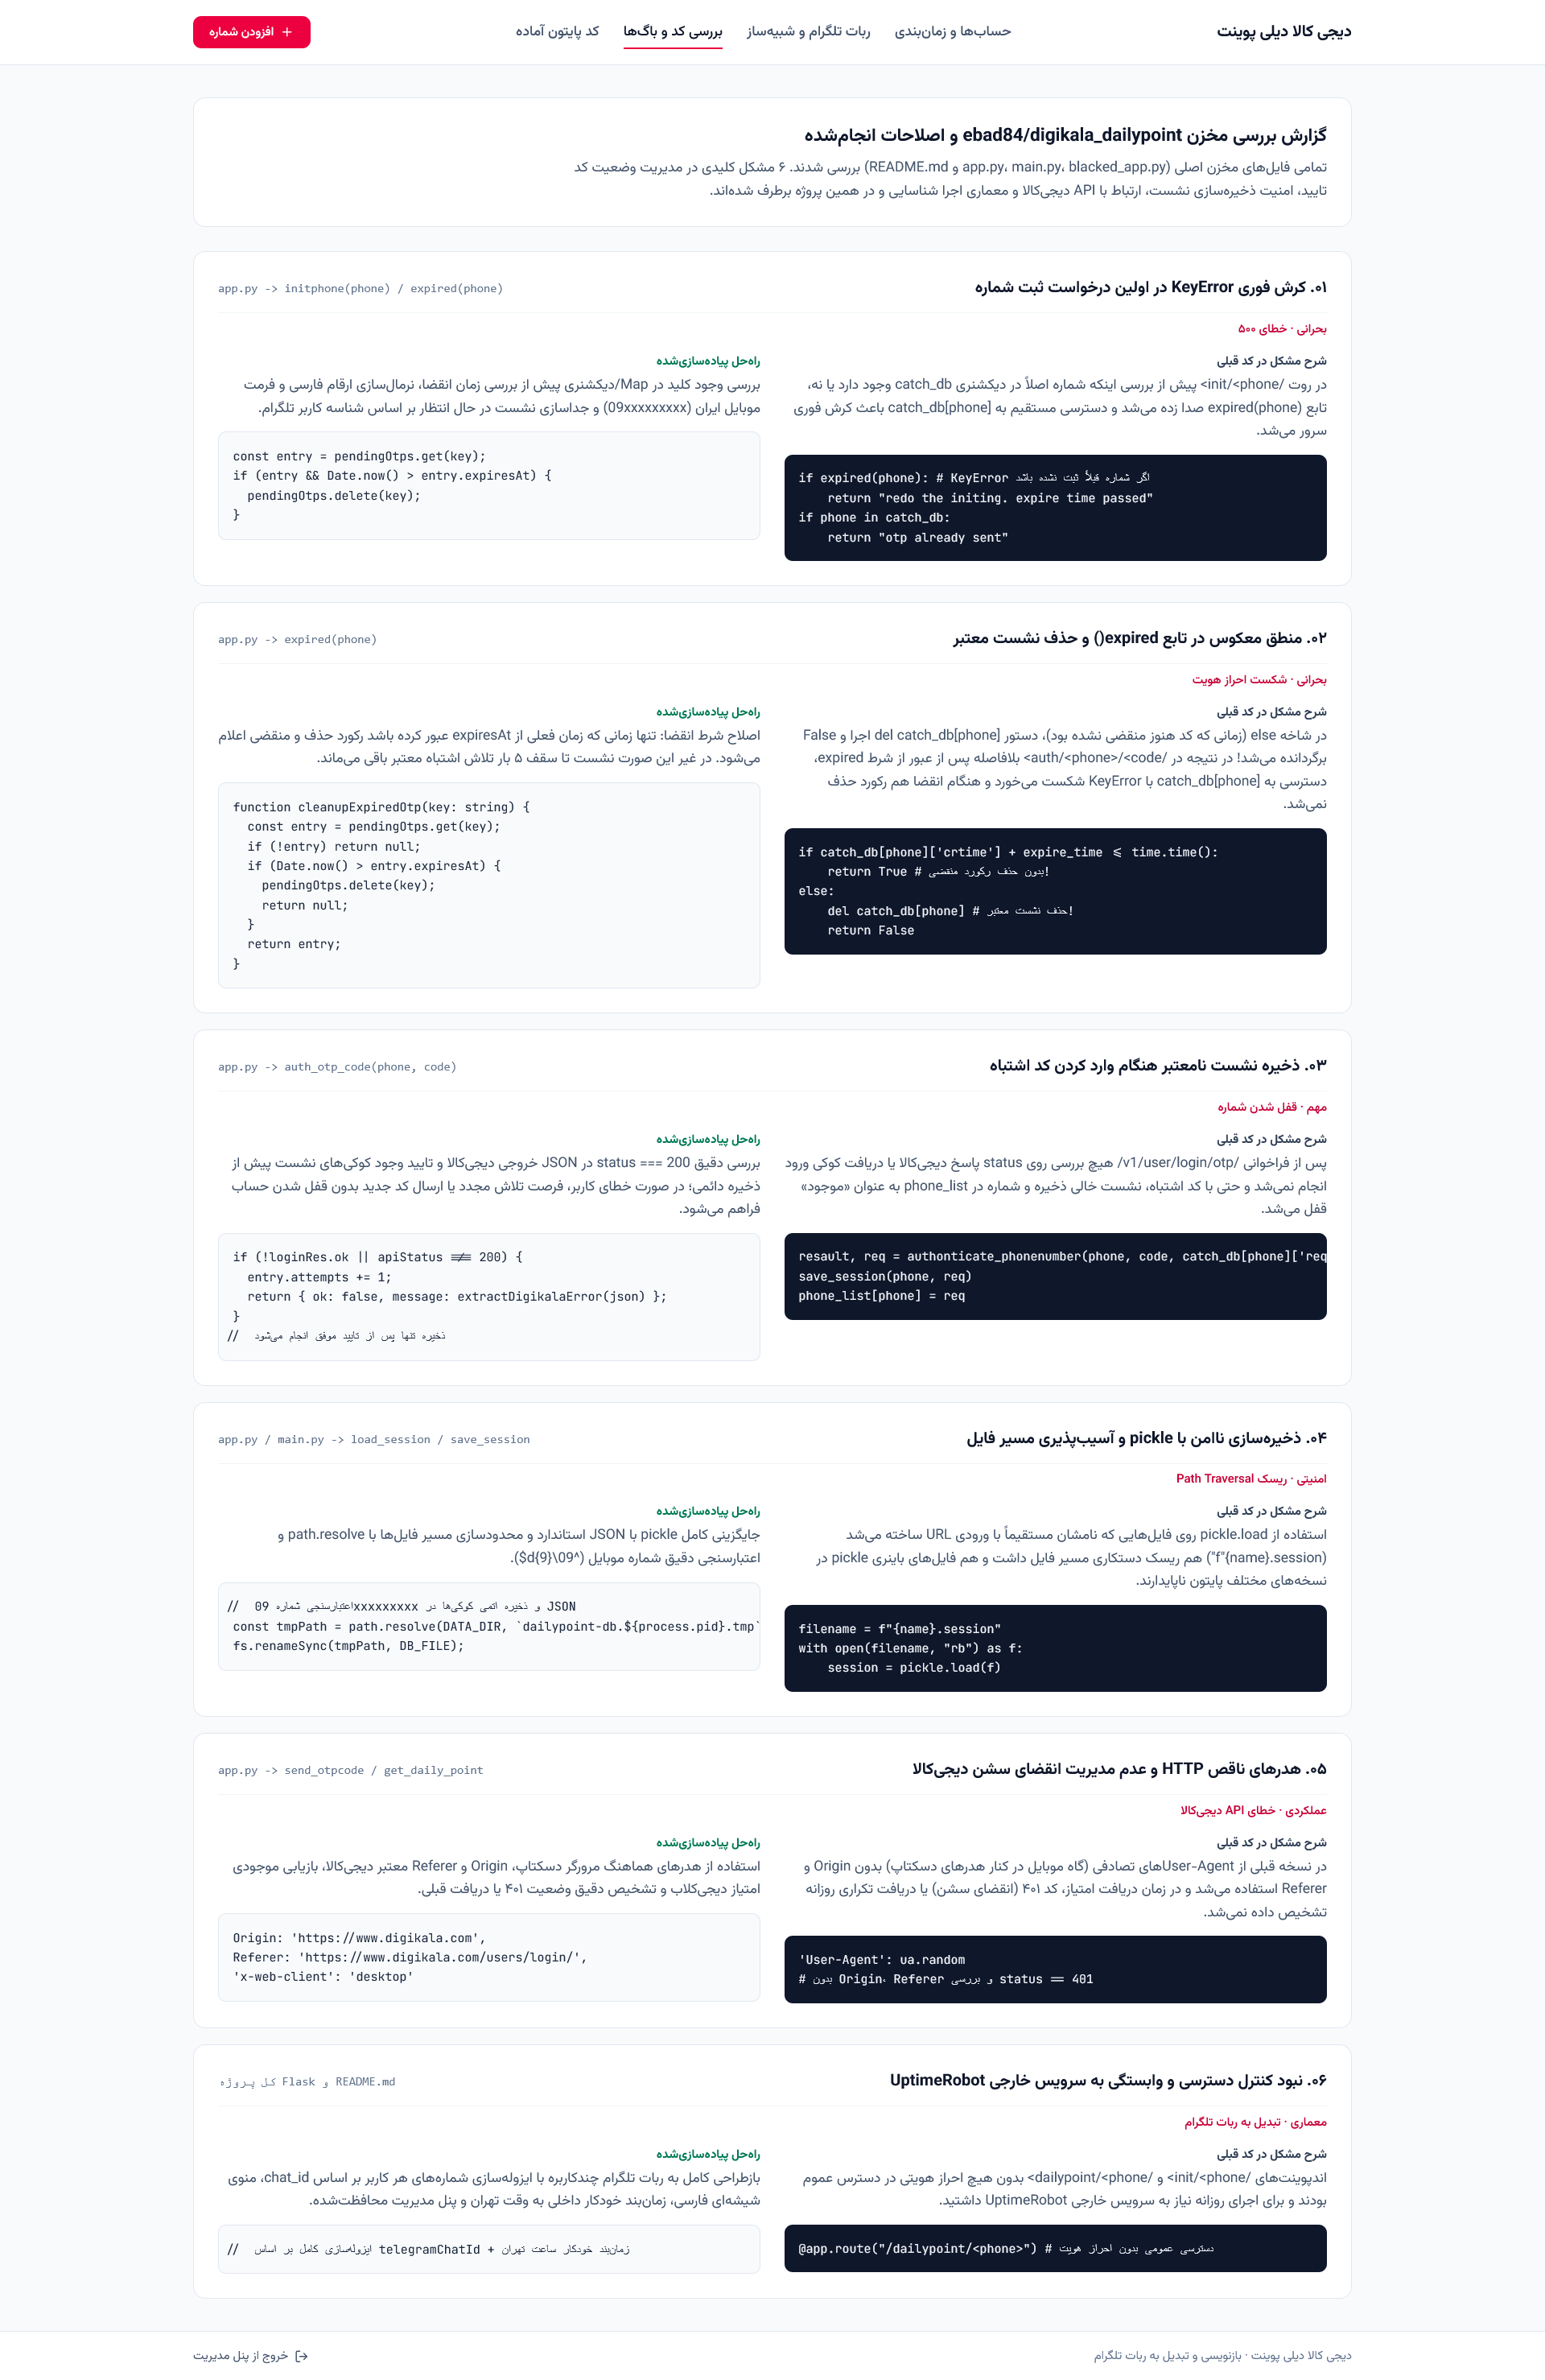 دیجی کالا دیلی پوینت
حساب‌ها و زمان‌بندی
ربات تلگرام و شبیه‌ساز
بررسی کد و باگ‌ها
کد پایتون آماده
افزودن شماره
گزارش بررسی مخزن ebad84/digikala_dailypoint و اصلاحات انجام‌شده
تمامی فایل‌های مخزن اصلی (app.py، main.py، blacked_app.py و README.md) بررسی شدند. ۶ مشکل کلیدی در مدیریت وضعیت کد
تایید، امنیت ذخیره‌سازی نشست، ارتباط با API دیجی‌کالا و معماری اجرا شناسایی و در همین پروژه برطرف شده‌اند.
۰۱. کرش فوری KeyError در اولین درخواست ثبت شماره
app.py -> initphone(phone) / expired(phone)
بحرانی · خطای ۵۰۰
شرح مشکل در کد قبلی
در روت /init/<phone> پیش از بررسی اینکه شماره اصلاً در دیکشنری catch_db وجود دارد یا نه،
تابع expired(phone) صدا زده می‌شد و دسترسی مستقیم به catch_db[phone] باعث کرش فوری
سرور می‌شد.
if expired(phone): # KeyError اگر شماره قبلاً ثبت نشده باشد
    return "redo the initing. expire time passed"
if phone in catch_db:
    return "otp already sent"
راه‌حل پیاده‌سازی‌شده
بررسی وجود کلید در Map/دیکشنری پیش از بررسی زمان انقضا، نرمال‌سازی ارقام فارسی و فرمت
موبایل ایران (09xxxxxxxxx) و جداسازی نشست در حال انتظار بر اساس شناسه کاربر تلگرام.
const entry = pendingOtps.get(key);
if (entry && Date.now() > entry.expiresAt) {
  pendingOtps.delete(key);
}
۰۲. منطق معکوس در تابع expired() و حذف نشست معتبر
app.py -> expired(phone)
بحرانی · شکست احراز هویت
شرح مشکل در کد قبلی
در شاخه else (زمانی که کد هنوز منقضی نشده بود)، دستور del catch_db[phone] اجرا و False
برگردانده می‌شد! در نتیجه در /auth/<phone>/<code> بلافاصله پس از عبور از شرط expired،
دسترسی به catch_db[phone] با KeyError شکست می‌خورد و هنگام انقضا هم رکورد حذف
نمی‌شد.
if catch_db[phone]['crtime'] + expire_time <= time.time():
    return True # بدون حذف رکورد منقضی!
else:
    del catch_db[phone] # حذف نشست معتبر!
    return False
راه‌حل پیاده‌سازی‌شده
اصلاح شرط انقضا: تنها زمانی که زمان فعلی از expiresAt عبور کرده باشد رکورد حذف و منقضی اعلام
می‌شود. در غیر این صورت نشست تا سقف ۵ بار تلاش اشتباه معتبر باقی می‌ماند.
function cleanupExpiredOtp(key: string) {
  const entry = pendingOtps.get(key);
  if (!entry) return null;
  if (Date.now() > entry.expiresAt) {
    pendingOtps.delete(key);
    return null;
  }
  return entry;
}
۰۳. ذخیره نشست نامعتبر هنگام وارد کردن کد اشتباه
app.py -> auth_otp_code(phone, code)
مهم · قفل شدن شماره
شرح مشکل در کد قبلی
پس از فراخوانی /v1/user/login/otp/ هیچ بررسی روی status پاسخ دیجی‌کالا یا دریافت کوکی ورود
انجام نمی‌شد و حتی با کد اشتباه، نشست خالی ذخیره و شماره در phone_list به عنوان «موجود»
قفل می‌شد.
resault, req = authonticate_phonenumber(phone, code, catch_db[phone]['req
save_session(phone, req)
phone_list[phone] = req
راه‌حل پیاده‌سازی‌شده
بررسی دقیق status === 200 در JSON خروجی دیجی‌کالا و تایید وجود کوکی‌های نشست پیش از
ذخیره دائمی؛ در صورت خطای کاربر، فرصت تلاش مجدد یا ارسال کد جدید بدون قفل شدن حساب
فراهم می‌شود.
if (!loginRes.ok || apiStatus !== 200) {
  entry.attempts += 1;
  return { ok: false, message: extractDigikalaError(json) };
}
// ذخیره تنها پس از تایید موفق انجام می‌شود
۰۴. ذخیره‌سازی ناامن با pickle و آسیب‌پذیری مسیر فایل
app.py / main.py -> load_session / save_session
امنیتی · ریسک Path Traversal
شرح مشکل در کد قبلی
استفاده از pickle.load روی فایل‌هایی که نامشان مستقیماً با ورودی URL ساخته می‌شد
(f"{name}.session") هم ریسک دستکاری مسیر فایل داشت و هم فایل‌های باینری pickle در
نسخه‌های مختلف پایتون ناپایدارند.
filename = f"{name}.session"
with open(filename, "rb") as f:
    session = pickle.load(f)
راه‌حل پیاده‌سازی‌شده
جایگزینی کامل pickle با JSON استاندارد و محدودسازی مسیر فایل‌ها با path.resolve و
اعتبارسنجی دقیق شماره موبایل (^09\d{9}$).
// اعتبارسنجی شماره 09xxxxxxxxx و ذخیره اتمی کوکی‌ها در JSON
const tmpPath = path.resolve(DATA_DIR, `dailypoint-db.${process.pid}.tmp`
fs.renameSync(tmpPath, DB_FILE);
۰۵. هدرهای ناقص HTTP و عدم مدیریت انقضای سشن دیجی‌کالا
app.py -> send_otpcode / get_daily_point
عملکردی · خطای API دیجی‌کالا
شرح مشکل در کد قبلی
در نسخه قبلی از User-Agentهای تصادفی (گاه موبایل در کنار هدرهای دسکتاپ) بدون Origin و
Referer استفاده می‌شد و در زمان دریافت امتیاز، کد ۴۰۱ (انقضای سشن) یا دریافت تکراری روزانه
تشخیص داده نمی‌شد.
'User-Agent': ua.random
# بدون Origin، Referer و بررسی status == 401
راه‌حل پیاده‌سازی‌شده
استفاده از هدرهای هماهنگ مرورگر دسکتاپ، Origin و Referer معتبر دیجی‌کالا، بازیابی موجودی
امتیاز دیجی‌کلاب و تشخیص دقیق وضعیت ۴۰۱ یا دریافت قبلی.
Origin: 'https://www.digikala.com',
Referer: 'https://www.digikala.com/users/login/',
'x-web-client': 'desktop'
۰۶. نبود کنترل دسترسی و وابستگی به سرویس خارجی UptimeRobot
کل پروژه Flask و README.md
معماری · تبدیل به ربات تلگرام
شرح مشکل در کد قبلی
اندپوینت‌های /init/<phone> و /dailypoint/<phone> بدون هیچ احراز هویتی در دسترس عموم
بودند و برای اجرای روزانه نیاز به سرویس خارجی UptimeRobot داشتید.
@app.route("/dailypoint/<phone>") # دسترسی عمومی بدون احراز هویت
راه‌حل پیاده‌سازی‌شده
بازطراحی کامل به ربات تلگرام چندکاربره با ایزوله‌سازی شماره‌های هر کاربر بر اساس chat_id، منوی
شیشه‌ای فارسی، زمان‌بند خودکار داخلی به وقت تهران و پنل مدیریت محافظت‌شده.
// ایزوله‌سازی کامل بر اساس telegramChatId + زمان‌بند خودکار ساعت تهران
دیجی کالا دیلی پوینت · بازنویسی و تبدیل به ربات تلگرام
خروج از پنل مدیریت